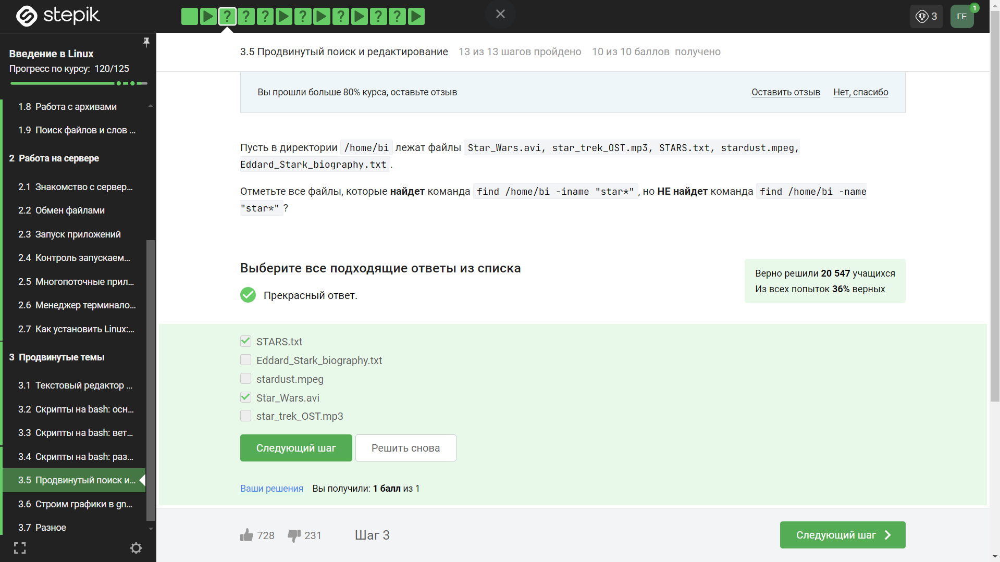 stepik
3
ГЕ
1
Введение в Linux
Прогресс по курсу: 120/125
1.8 Работа с архивами
1.9 Поиск файлов и слов ...
2 Работа на сервере
2.1 Знакомство с сервер...
2.2 Обмен файлами
2.3 Запуск приложений
2.4 Контроль запускаем...
2.5 Многопоточные прил...
2.6 Менеджер терминало...
2.7 Как установить Linux:...
3 Продвинутые темы
3.1 Текстовый редактор ...
3.2 Скрипты на bash: осн...
3.3 Скрипты на bash: вет...
3.4 Скрипты на bash: раз...
3.5 Продвинутый поиск и...
3.6 Строим графики в gn...
3.7 Разное
3.5 Продвинутый поиск и редактирование 13 из 13 шагов пройдено 10 из 10 баллов получено
Вы прошли больше 80% курса, оставьте отзыв Оставить отзыв Нет, спасибо
Пусть в директории /home/bi лежат файлы Star_Wars.avi, star_trek_OST.mp3, STARS.txt, stardust.mpeg,
Eddard_Stark_biography.txt.
Отметьте все файлы, которые найдет команда find /home/bi -iname "star*", но НЕ найдет команда find /home/bi -name
"star*"?
Выберите все подходящие ответы из списка
Прекрасный ответ.
Верно решили 20 547 учащихся
Из всех попыток 36% верных
STARS.txt
Eddard_Stark_biography.txt
stardust.mpeg
Star_Wars.avi
star_trek_OST.mp3
Следующий шаг Решить снова
Ваши решения Вы получили: 1 балл из 1
728 231 Шаг 3 Следующий шаг